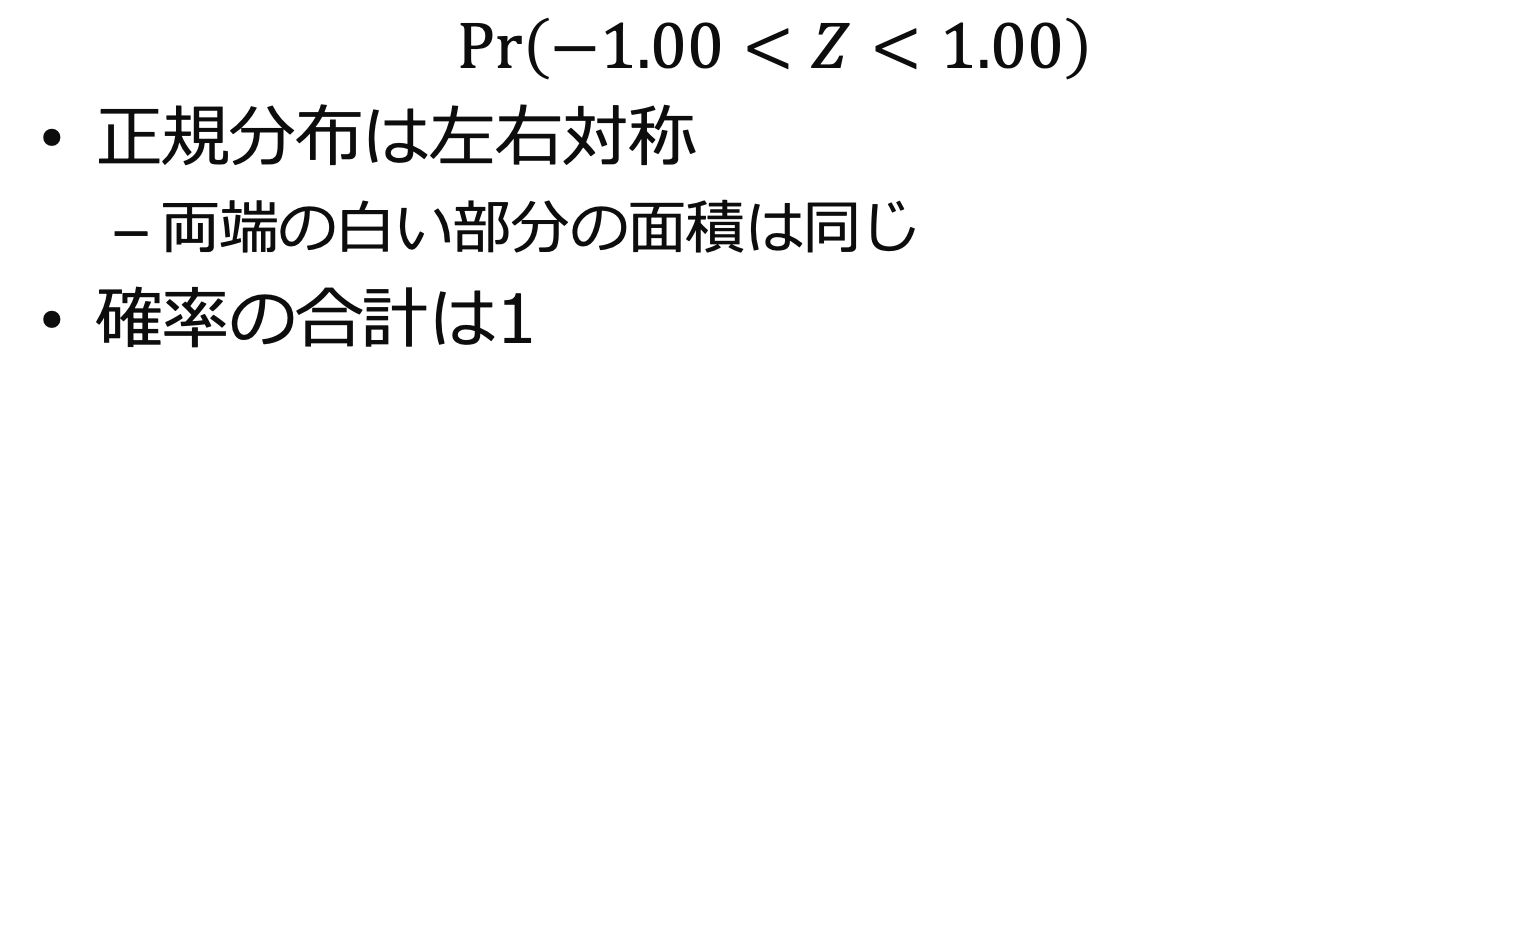 Pr(−1.00 < Z < 1.00)
• 正規分布は左右対称
– 両端の白い部分の面積は同じ
• 確率の合計は1